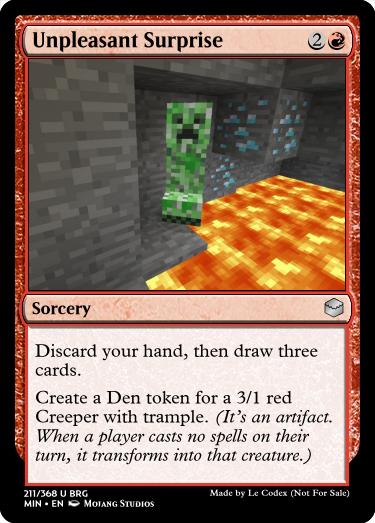 Unpleasant Surprise 2
Sorcery
Discard your hand, then draw three
cards.
Create a Den token for a 3/1 red
Creeper with trample. (It's an artifact.
When a player casts no spells on their
turn, it transforms into that creature.)
211/368 U BRG
MIN • EN Mojang Studios
Made by Le Codex (Not For Sale)